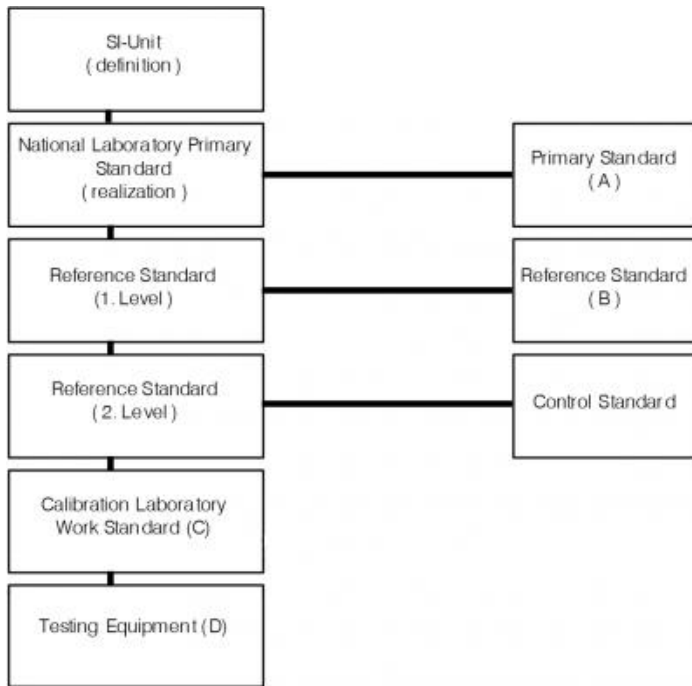 SI-Unit
( definition )
National Laboratory Primary
Standard
( realization )
Primary Standard
( A )
Reference Standard
(1. Level )
Reference Standard
( B )
Reference Standard
( 2. Level )
Control Standard
Calibration Laboratory
Work Standard (C)
Testing Equipment (D)